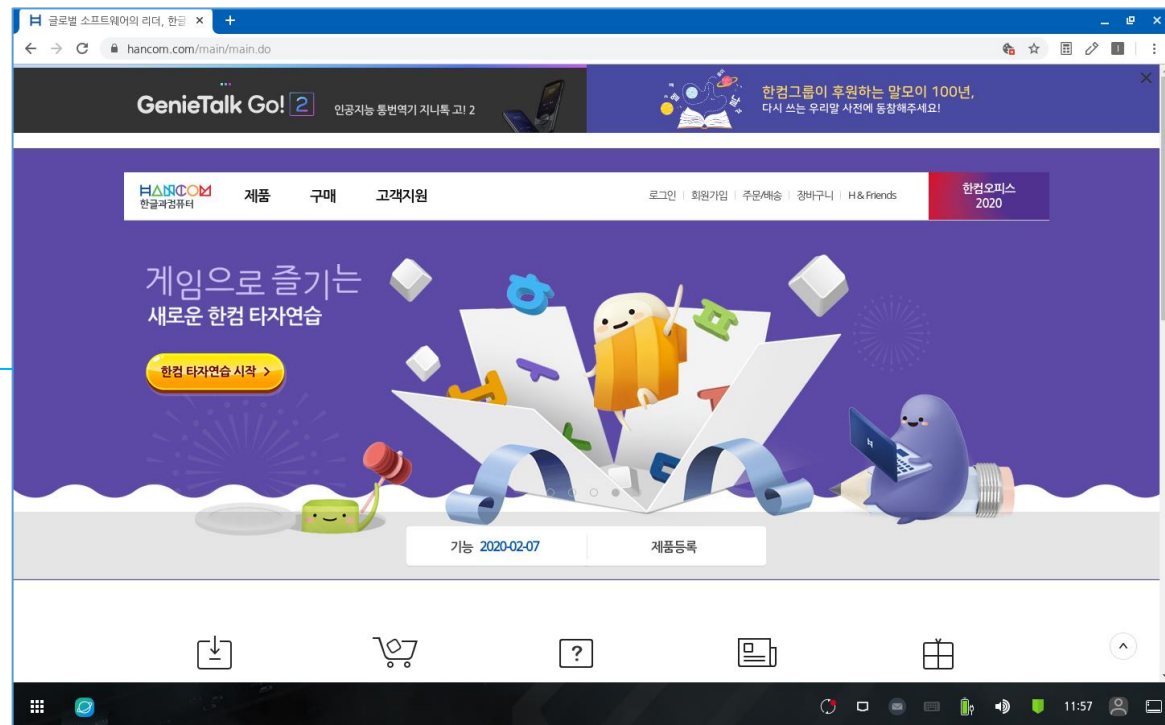 글로벌 소프트웨어의 리더, 한글
hancom.com/main/main.do
GenieTalk Go! 2 인공지능 통번역기 지니톡 고! 2
한컴그룹이 후원하는 말모이 100년,
다시 쓰는 우리말 사전에 동참해주세요!
HANCOM
한글과컴퓨터
제품 구매 고객지원
로그인 회원가입 주문/배송 장바구니 H & Friends
한컴오피스
2020
게임으로 즐기는
새로운 한컴 타자연습
한컴 타자연습 시작 >
기능 2020-02-07 제품등록
11:57